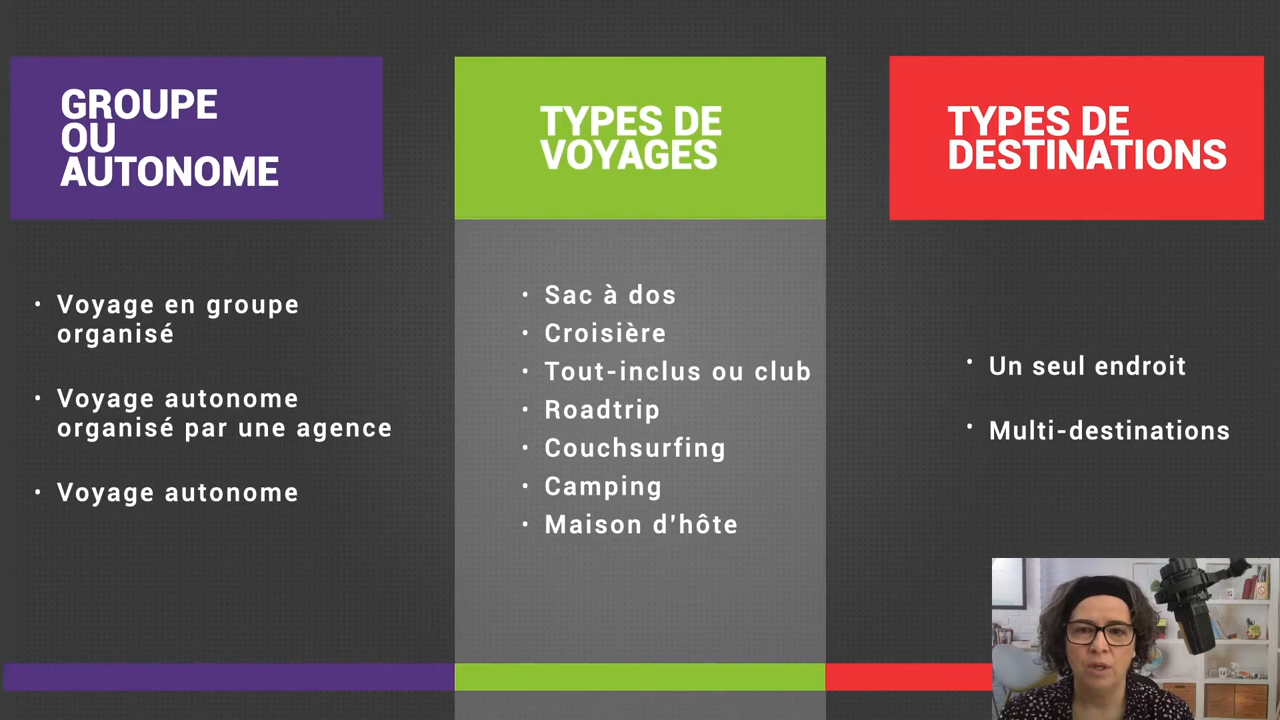 GROUPE
OU
AUTONOME
• Voyage en groupe
organisé
• Voyage autonome
organisé par une agence
• Voyage autonome
TYPES DE
VOYAGES
• Sac à dos
• Croisière
• Tout-inclus ou club
• Roadtrip
• Couchsurfing
• Camping
• Maison d'hôte
TYPES DE
DESTINATIONS
• Un seul endroit
• Multi-destinations